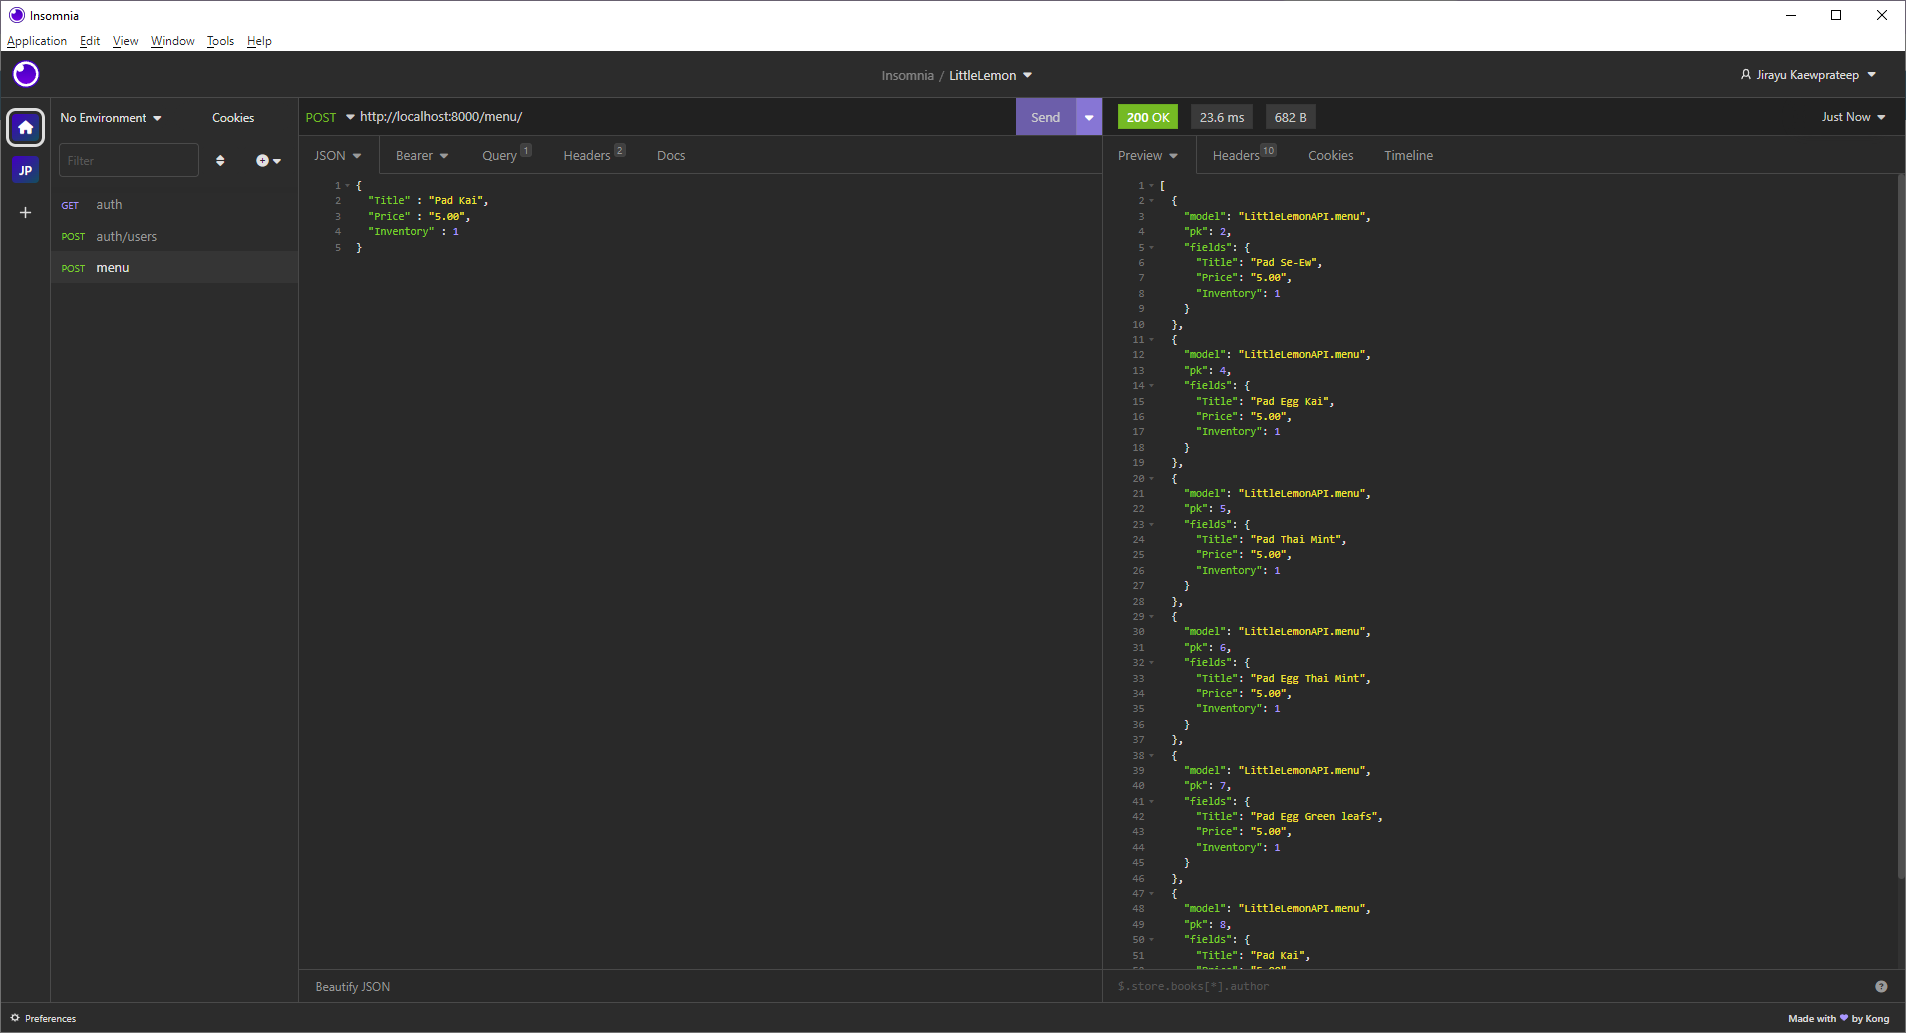 Insomnia
Application Edit View Window Tools Help
Insomnia / LittleLemon
Jirayu Kaewprateep
No Environment Cookies
Filter
JP
GET auth
POST auth/users
POST menu
POST http://localhost:8000/menu/ Send
JSON Bearer Query 1 Headers 2 Docs
1 {
2 "Title" : "Pad Kai",
3 "Price" : "5.00",
4 "Inventory" : 1
5 }
Beautify JSON
200 OK 23.6 ms 682 B Just Now
Preview Headers 10 Cookies Timeline
1 [
2 {
3 "model": "LittleLemonAPI.menu",
4 "pk": 2,
5 "fields": {
6 "Title": "Pad Se-Ew",
7 "Price": "5.00",
8 "Inventory": 1
9 }
10 },
11 {
12 "model": "LittleLemonAPI.menu",
13 "pk": 4,
14 "fields": {
15 "Title": "Pad Egg Kai",
16 "Price": "5.00",
17 "Inventory": 1
18 }
19 },
20 {
21 "model": "LittleLemonAPI.menu",
22 "pk": 5,
23 "fields": {
24 "Title": "Pad Thai Mint",
25 "Price": "5.00",
26 "Inventory": 1
27 }
28 },
29 {
30 "model": "LittleLemonAPI.menu",
31 "pk": 6,
32 "fields": {
33 "Title": "Pad Egg Thai Mint",
34 "Price": "5.00",
35 "Inventory": 1
36 }
37 },
38 {
39 "model": "LittleLemonAPI.menu",
40 "pk": 7,
41 "fields": {
42 "Title": "Pad Egg Green leafs",
43 "Price": "5.00",
44 "Inventory": 1
45 }
46 },
47 {
48 "model": "LittleLemonAPI.menu",
49 "pk": 8,
50 "fields": {
51 "Title": "Pad Kai",
$.store.books[*].author
Preferences
Made with ♥ by Kong